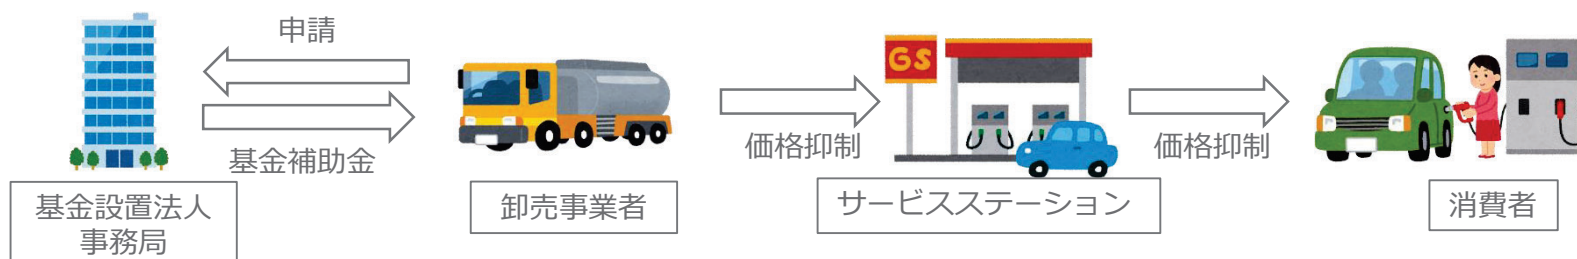 申請
基金補助金
基金設置法人
事務局
卸売事業者
価格抑制
GS
サービスステーション
価格抑制
消費者